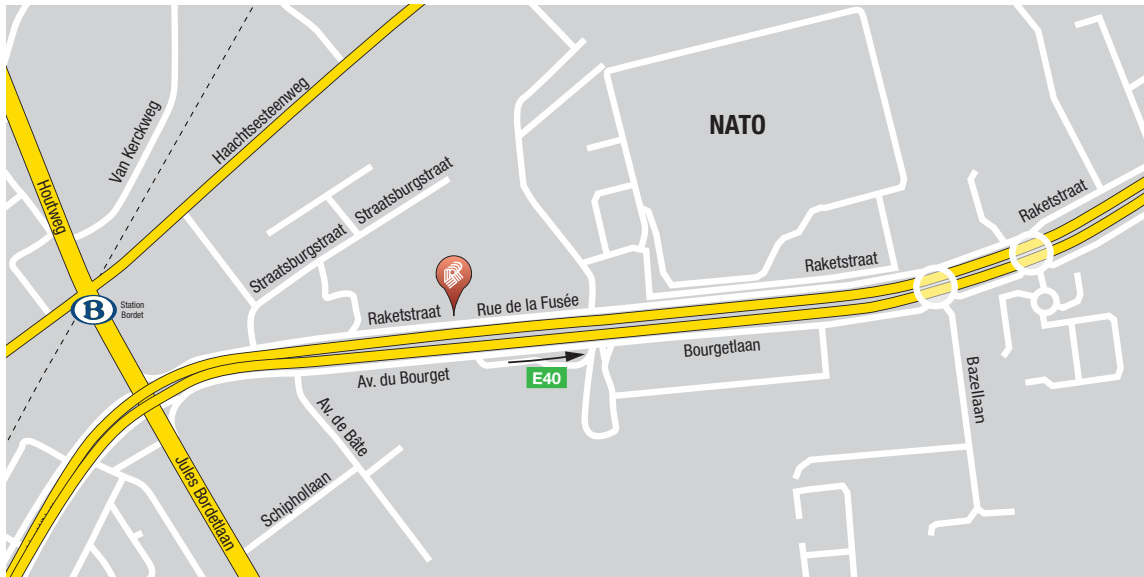 NATO
Van Kerckweg
Haachtsesteenweg
Houtweg
Straatsburgstraat
Straatsburgstraat
Raketstraat
Raketstraat
B
Station
Bordet
Raketstraat
Rue de la Fusée
Bourgetlaan
Av. du Bourget
E40
Bazellaan
Av. de Bâte
Schiphollaan
Jules Bordetlaan